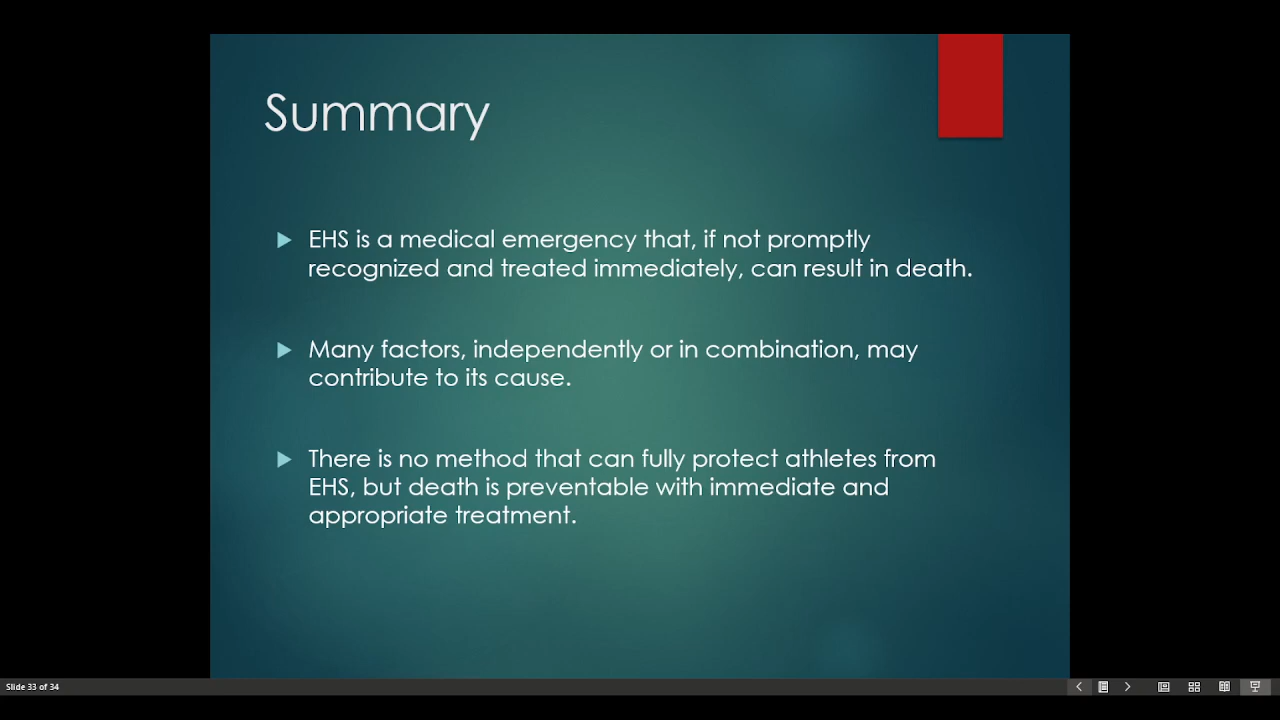 Summary
EHS is a medical emergency that, if not promptly
recognized and treated immediately, can result in death.
Many factors, independently or in combination, may
contribute to its cause.
There is no method that can fully protect athletes from
EHS, but death is preventable with immediate and
appropriate treatment.
Slide 33 of 34